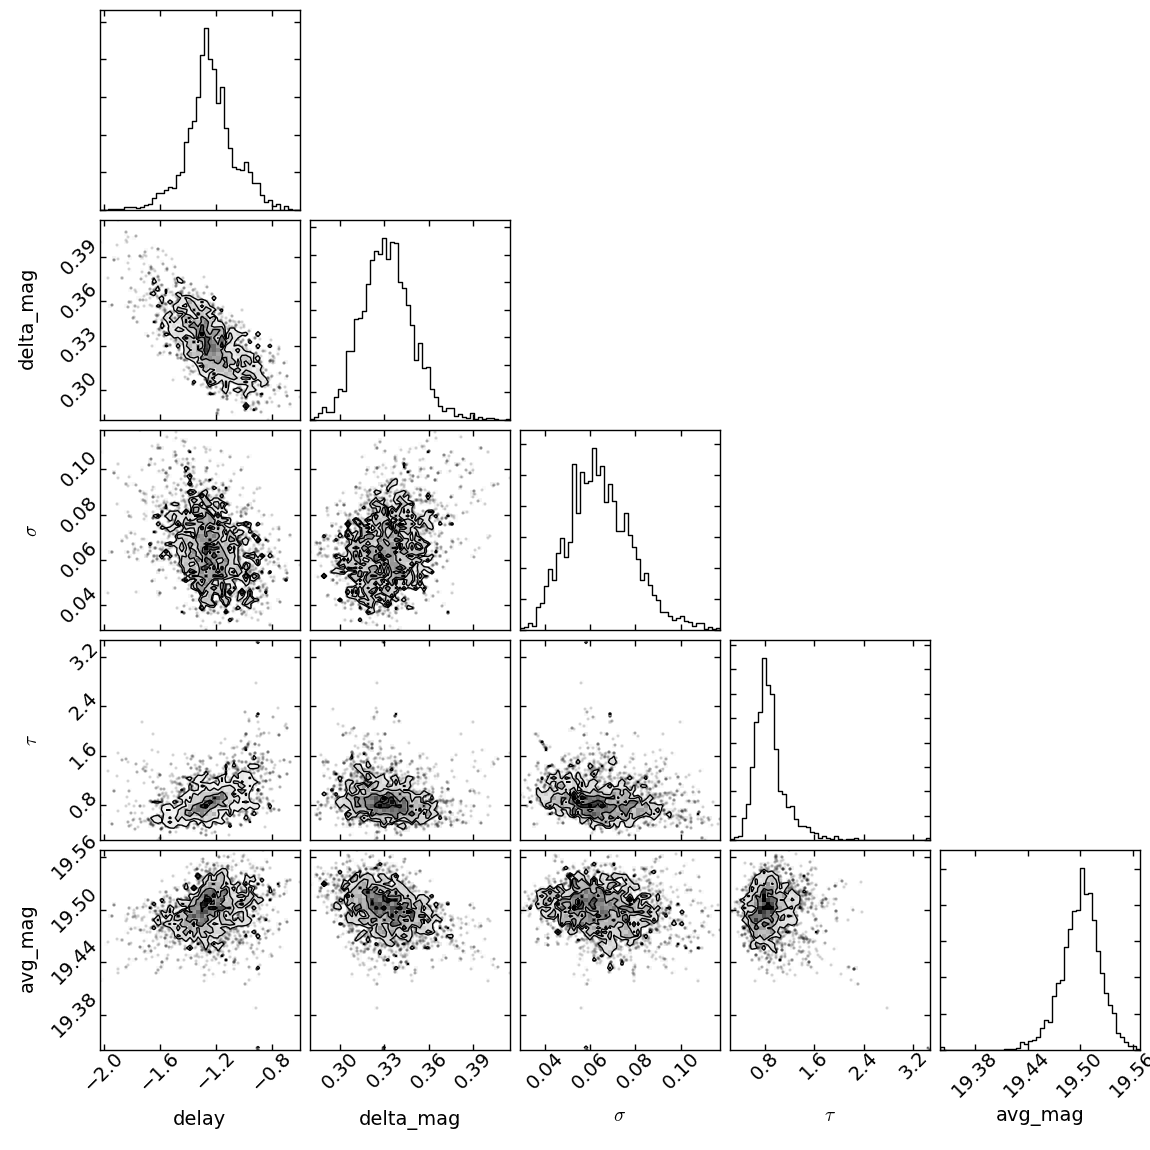 delta_mag
0.39
0.36
0.33
0.30
σ
0.10
0.08
0.06
0.04
τ
3.2
2.4
1.6
0.8
avg_mag
19.56
19.50
19.44
19.38
−2.0 −1.6 −1.2 −0.8
0.30 0.33 0.36 0.39
0.04 0.06 0.08 0.10
0.8 1.6 2.4 3.2
19.38 19.44 19.50 19.56
delay delta_mag σ τ avg_mag